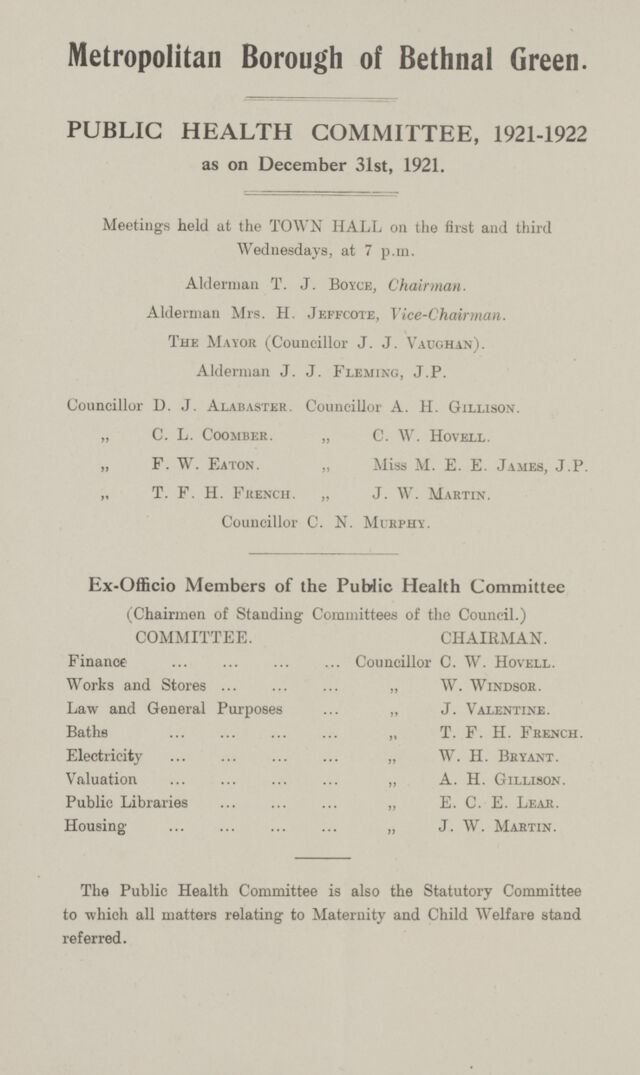 Metropolitan Borough of Bethnal Green.
PUBLIC HEALTH COMMITTEE, 1921-1922
as on December 31st, 1921.
Meetings held at the TOWN HALL on the first and third
Wednesdays, at 7 p.m.
Alderman T. J. BOYCE, Chairman.
Alderman Mrs. H. JEFFCOTE, Vice-Chairman.
THE MAYOR (Councillor J. J. VAUGHAN).
Alderman J. J. FLEMING, J.P.
Councillor D. J. ALABASTER. Councillor A. H. GILLISON.
„ C. L. COOMBER. „ C. W. HOVELL.
„ F. W. EATON. „ Miss M. E. E. JAMES, J.P.
„ T. F. H. FRENCH. „ J. W. MARTIN.
Councillor C. N. MURPHY.
Ex-Officio Members of the Public Health Committee
(Chairmen of Standing Committees of the Council.)
COMMITTEE. CHAIRMAN.
Finance ... ... ... ... Councillor C. W. HOVELL.
Works and Stores ... ... ... „ W. WINDSOR.
Law and General Purposes ... „ J. VALENTINE.
Baths ... ... ... ... „ T. F. H. FRENCH.
Electricity ... ... ... ... „ W. H. BRYANT.
Valuation ... ... ... ... „ A. H. GILLISON.
Public Libraries ... ... ... „ E. C. E. LEAR.
Housing ... ... ... ... „ J. W. MARTIN.
The Public Health Committee is also the Statutory Committee
to which all matters relating to Maternity and Child Welfare stand
referred.